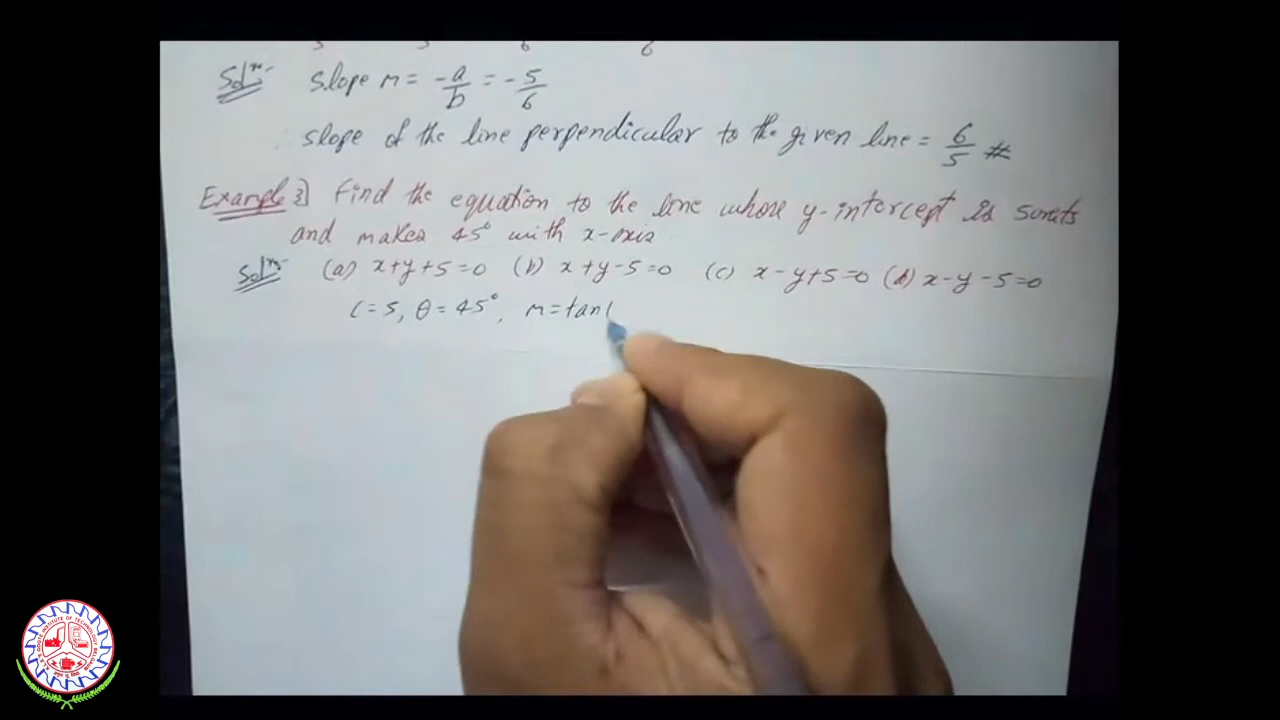 Solⁿ:- slope m = -a/b = -5/6
slope of the line perpendicular to the given line = 6/5 #
Example 3] Find the equation to the line whose y-intercept is 5 units
and makes 45° with x-axis
Solⁿ:- (a) x+y+5=0 (b) x+y-5=0 (c) x-y+5=0 (d) x-y-5=0
C=5, θ=45°, m=tan(